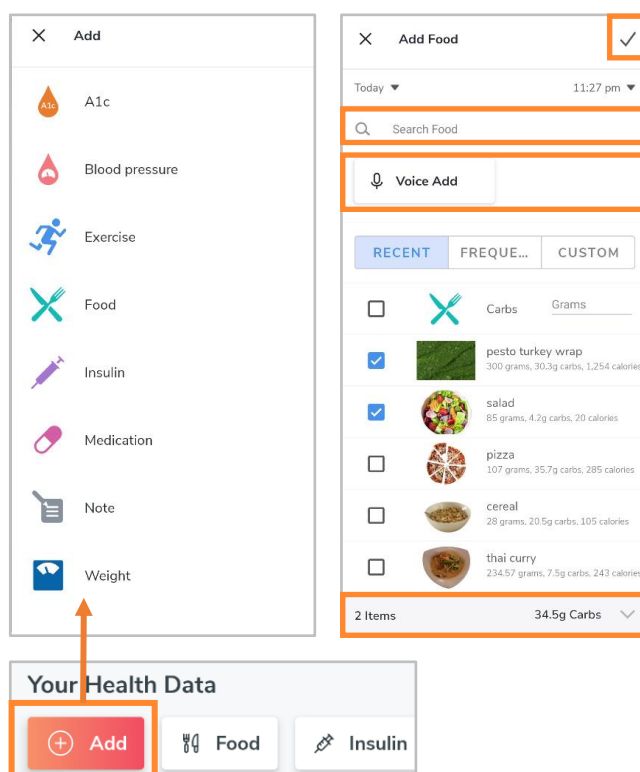 Add
A1c
A1c
Blood pressure
Exercise
Food
Insulin
Medication
Note
Weight
Add Food
Today
11:27 pm
Search Food
Voice Add
RECENT
FREQUE...
CUSTOM
Carbs
Grams
pesto turkey wrap
300 grams, 30.3g carbs, 1,254 calories
salad
85 grams, 4.2g carbs, 20 calories
pizza
107 grams, 35.7g carbs, 285 calories
cereal
28 grams, 20.5g carbs, 105 calories
thai curry
234.57 grams, 7.5g carbs, 243 calories
2 Items
34.5g Carbs
Your Health Data
Add
Food
Insulin